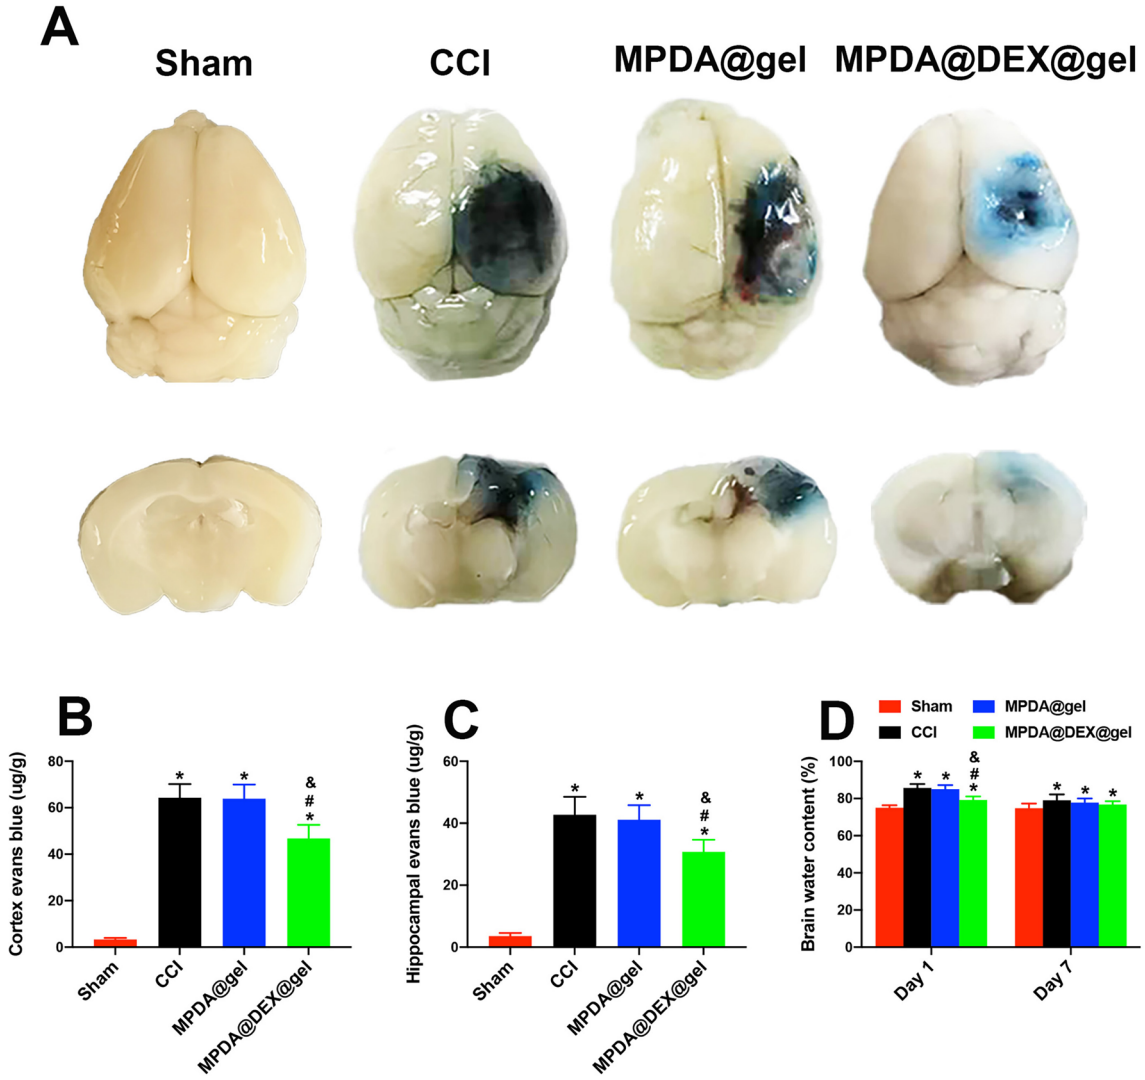 A
Sham
CCI
MPDA@gel
MPDA@DEX@gel
B
Cortex evans blue (ug/g)
80
60
40
20
0
*
*
&
#
*
Sham
CCI
MPDA@gel
MPDA@DEX@gel
C
Hippocampal evans blue (ug/g)
60
40
20
0
*
*
&
#
*
Sham
CCI
MPDA@gel
MPDA@DEX@gel
D
Sham
MPDA@gel
CCI
MPDA@DEX@gel
Brain water content (%)
100
80
60
40
20
0
*
*
&
#
*
*
*
*
Day 1
Day 7